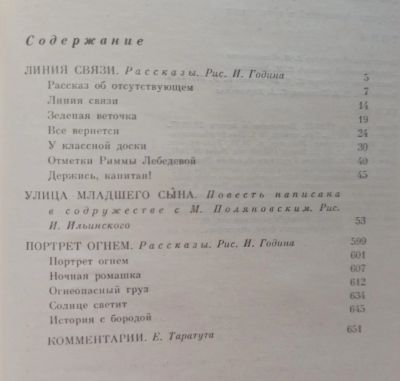 Содержание
ЛИНИЯ СВЯЗИ. Рассказы. Рис. И. Година 5
Рассказ об отсутствующем 7
Линия связи 14
Зеленая веточка 19
Все вернется 24
У классной доски 30
Отметки Риммы Лебедевой 40
Держись, капитан! 45
УЛИЦА МЛАДШЕГО СЫНА. Повесть написана
в содружестве с М. Поляновским. Рис.
И. Ильинского 53
ПОРТРЕТ ОГНЕМ. Рассказы. Рис. И. Година 599
Портрет огнем 601
Ночная ромашка 607
Огнеопасный груз 612
Солнце светит 634
История с бородой 645
КОММЕНТАРИИ. Е. Таратута 651